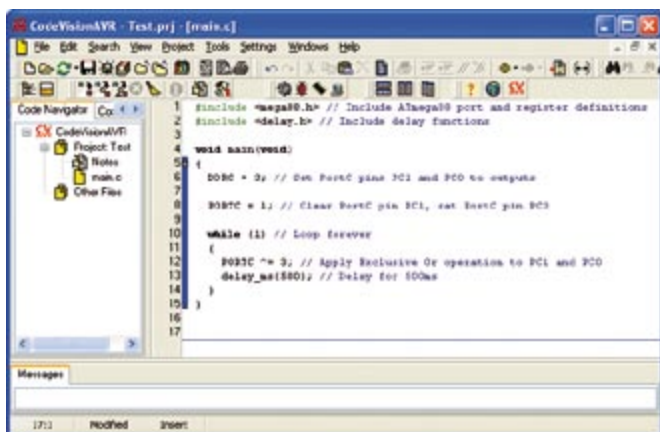 CodeVisionAVR - Test.prj - [main.c]
File Edit Search View Project Tools Settings Windows Help
Code Navigator Co
CodeVisionAVR
Project: Test
Notes
main.c
Other Files
1 #include <mega88.h> // Include ATmega88 port and register definitions
2 #include <delay.h> // Include delay functions
3
4 void main(void)
5 {
6 DDRC = 3; // Set PortC pins PC1 and PC0 to outputs
7
8 PORTC = 1; // Clear PortC pin PC1, set PortC pin PC0
9
10 while (1) // Loop forever
11 {
12 PORTC ^= 3; // Apply Exclusive Or operation to PC1 and PC0
13 delay_ms(500); // Delay for 500ms
14 }
15 }
16
17
Messages
17:1 Modified Insert